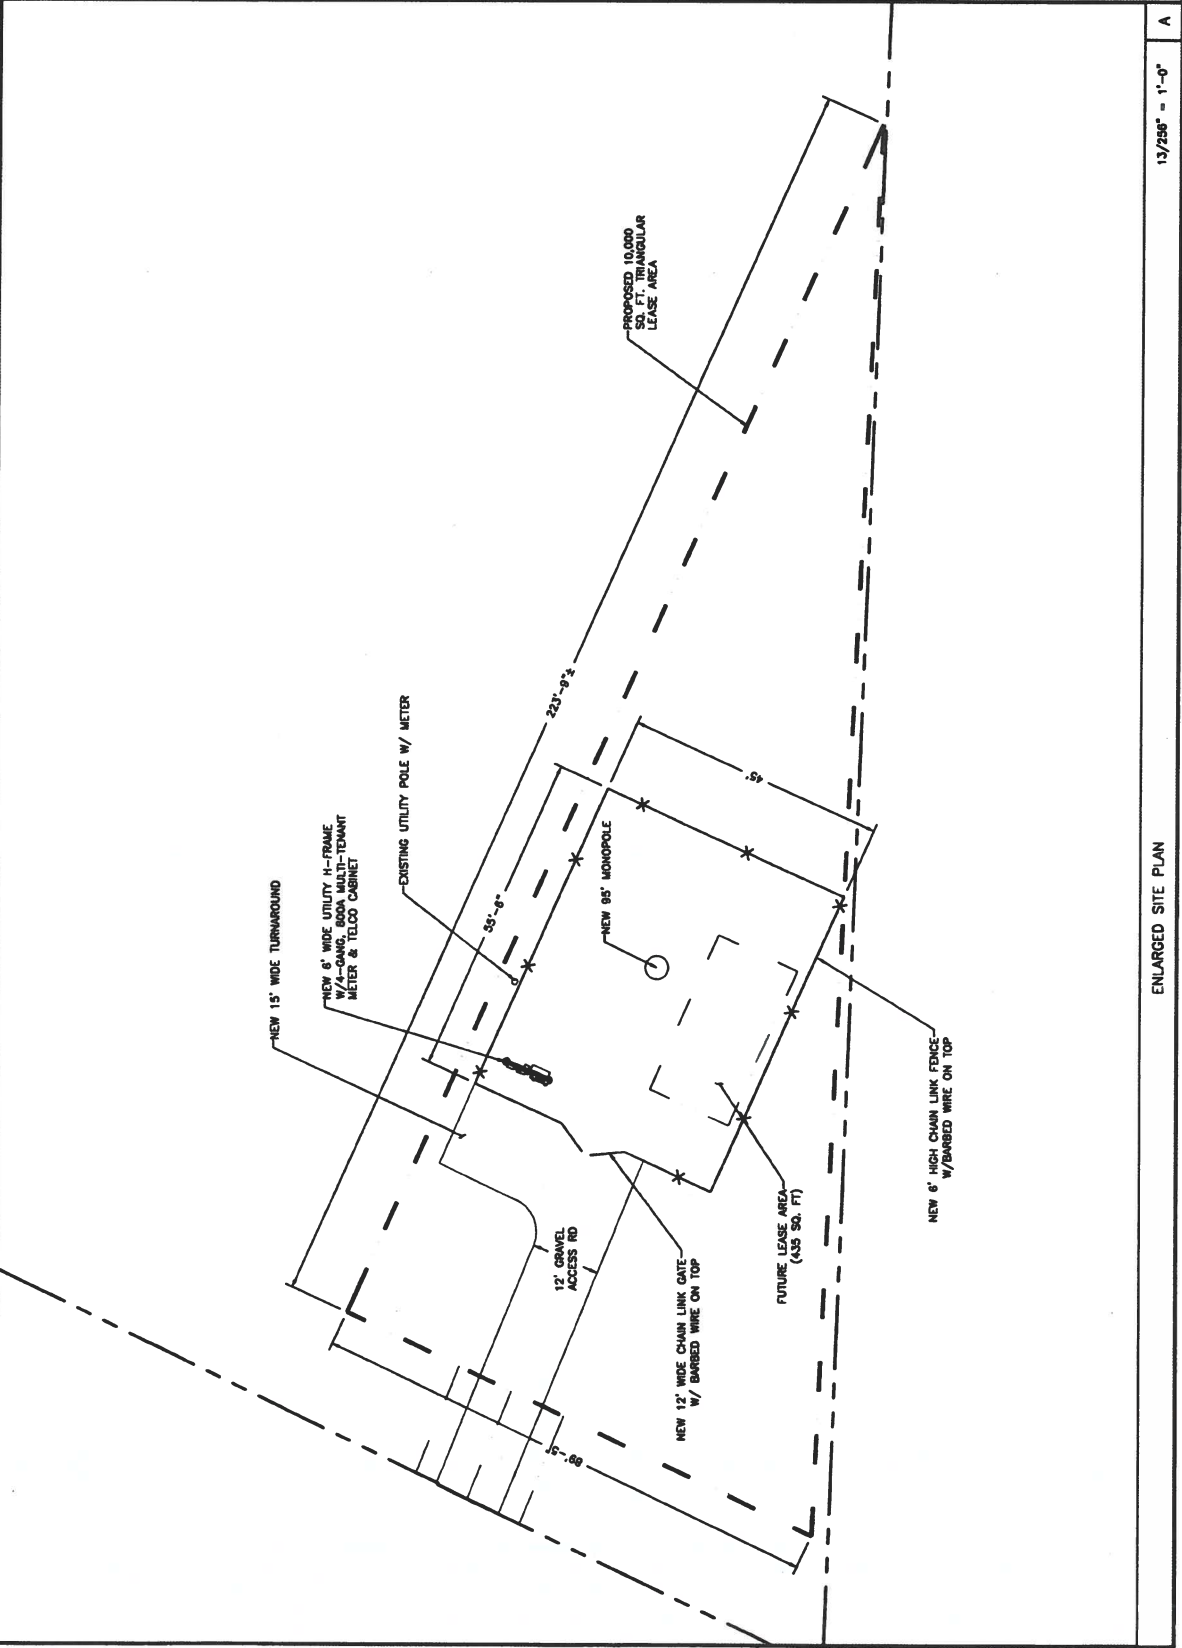 NEW 15' WIDE TURNAROUND
NEW 6' WIDE UTILITY H-FRAME
W/4-GANG, 800A MULTI-TENANT
METER & TELCO CABINET
EXISTING UTILITY POLE W/ METER
PROPOSED 10,000
SQ. FT. TRIANGULAR
LEASE AREA
223'-9"±
55'-6"
45'
NEW 95' MONOPOLE
12' GRAVEL
ACCESS RD
89'-5"
NEW 12' WIDE CHAIN LINK GATE
W/ BARBED WIRE ON TOP
FUTURE LEASE AREA
(435 SQ. FT)
NEW 6' HIGH CHAIN LINK FENCE
W/BARBED WIRE ON TOP
ENLARGED SITE PLAN
13/256" = 1'-0"
A